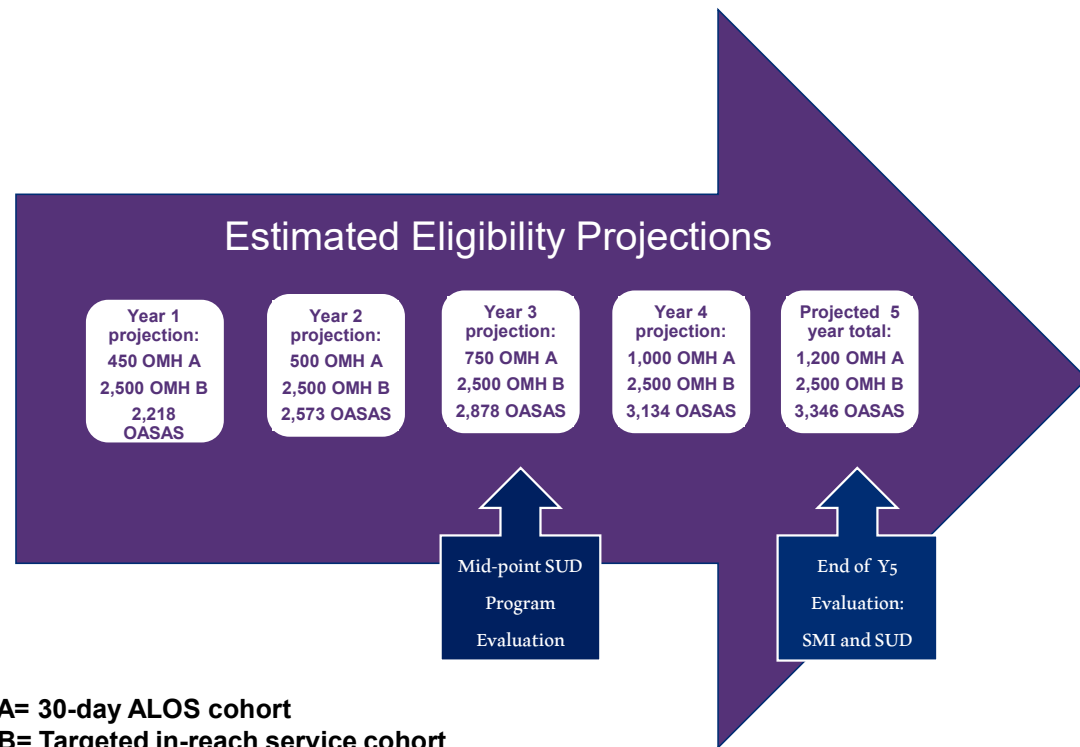 Estimated Eligibility Projections
Year 1
projection:
450 OMH A
2,500 OMH B
2,218
OASAS
Year 2
projection:
500 OMH A
2,500 OMH B
2,573 OASAS
Year 3
projection:
750 OMH A
2,500 OMH B
2,878 OASAS
Year 4
projection:
1,000 OMH A
2,500 OMH B
3,134 OASAS
Projected 5
year total:
1,200 OMH A
2,500 OMH B
3,346 OASAS
Mid-point SUD
Program
Evaluation
End of Y5
Evaluation:
SMI and SUD
A= 30-day ALOS cohort
B= Targeted in-reach service cohort